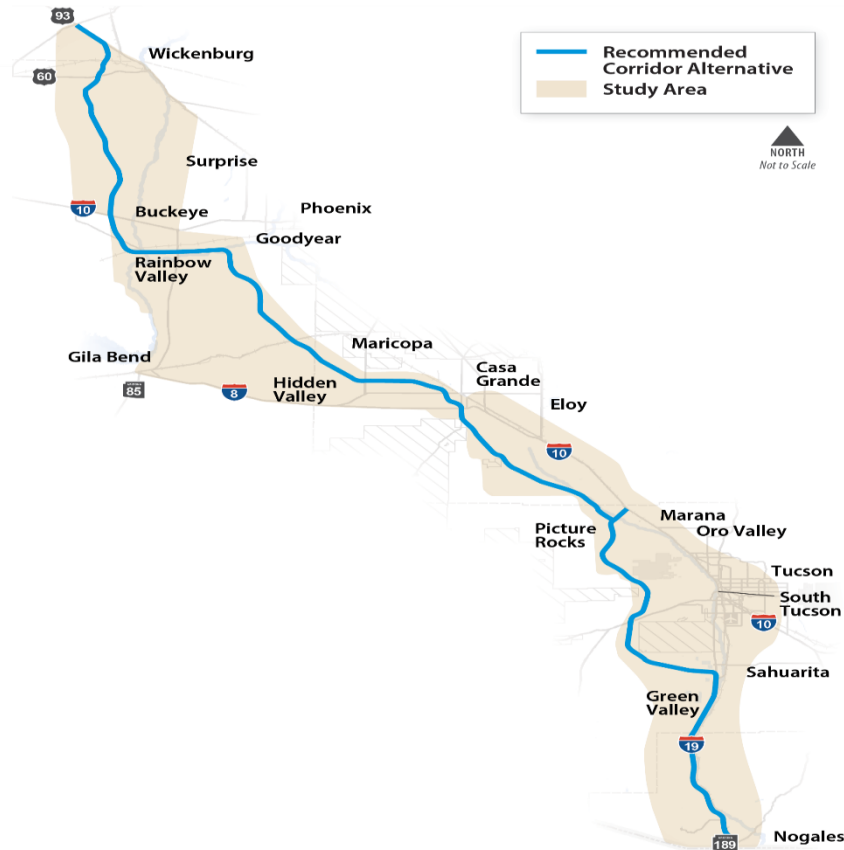 93
Wickenburg
60
Recommended
Corridor Alternative
Study Area
NORTH
Not to Scale
Surprise
10
Buckeye
Phoenix
Goodyear
Rainbow
Valley
Maricopa
Gila Bend
Casa
Grande
85
8
Hidden
Valley
Eloy
10
Marana
Picture
Rocks
Oro Valley
Tucson
South
Tucson
10
Sahuarita
Green
Valley
19
Nogales
189